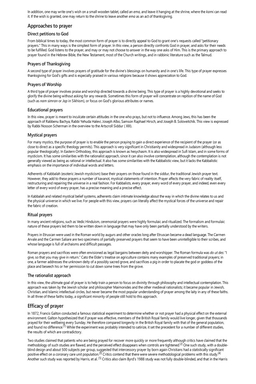 In addition, one may write one's wish on a small wooden tablet, called an ema, and leave it hanging at the shrine, where the kami can read
it. If the wish is granted, one may return to the shrine to leave another ema as an act of thanksgiving.
Approaches to prayer
Direct petitions to God
From biblical times to today, the most common form of prayer is to directly appeal to God to grant one's requests called "petitionary
prayers." This in many ways is the simplest form of prayer. In this view, a person directly confronts God in prayer, and asks for their needs
to be fulfilled. God listens to the prayer, and may or may not choose to answer in the way one asks of Him. This is the primary approach to
prayer found in the Hebrew Bible, the New Testament, most of the Church writings, and in rabbinic literature such as the Talmud.
Prayers of Thanksgiving
A second type of prayer involves prayers of gratitude for the divine's blessings on humanity and in one's life. This type of prayer expresses
thanksgiving for God's gifts and is especially praised in various religions because it shows appreciation to God.
Prayers of Worship
A third type of prayer involves praise and worship directed towards a divine being. This type of prayer is a highly devotional and seeks to
glorify the divine being without asking for any rewards. Sometimes this form of prayer will concentrate on repition of the name of God
(such as nem simran or Jap in Sikhism), or focus on God's glorious attributes or names.
Educational prayers
In this view, prayer is meant to inculcate certain attitudes in the one who prays, but not to influence. Among Jews, this has been the
approach of Rabbenu Bachya, Rabbi Yehuda Halevi, Joseph Albo, Samson Raphael Hirsch, and Joseph B. Soloveitchik. This view is expressed
by Rabbi Nosson Scherman in the overview to the Artscroll Siddur
Mystical prayers
For many mystics, the purpose of prayer is to enable the person praying to gain a direct experience of the recipient of the prayer (or as
close to direct as a specific theology permits). This approach is very significant in Christianity and widespread in Judaism (although less
popular theologically). In Eastern Orthodoxy, this approach is known as hesychasm. It is also widespread in Sufi Islam, and in some forms of
mysticism. It has some similarities with the rationalist approach, since it can also involve contemplation, although the contemplation is not
generally viewed as being as rational or intellectual. It also has some similarities with the Kabbalistic view, but it lacks the Kabbalistic
emphasis on the importance of individual words and letters.
Adherents of Kabbalah (esoteric Jewish mysticism) base their prayers on those found in the siddur, the traditional Jewish prayer text.
However, they add to these prayers a number of kavanot, mystical statements of intention. Prayer affects the very fabric of reality itself,
restructuring and repairing the universe in a real fashion. For Kabbalists, every prayer, every word of every prayer, and indeed, even every
letter of every word of every prayer, has a precise meaning and a precise effect.
In Kabbalah and related mystical belief systems, adherents claim intimate knowledge about the way in which the divine relates to us and
the physical universe in which we live. For people with this view, prayers can literally affect the mystical forces of the universe and repair
the fabric of creation.
Ritual prayers
In many ancient religions, such as Vedic Hinduism, ceremonial prayers were highly formulaic and ritualized. The formalism and formulaic
nature of these prayers led them to be written down in language that may have only been partially understood by the writers.
Prayers in Etruscan were used in the Roman world by augurs and other oracles long after Etruscan became a dead language. The Carmen
Arvale and the Carmen Saliare are two specimens of partially preserved prayers that seem to have been unintelligible to their scribes, and
whose language is full of archaisms and difficult passages.
Roman prayers and sacrifices were often envisioned as legal bargains between deity and worshipper. The Roman formula was do ut des: "I
give, so that you may give in return." Cato the Elder's treatise on agriculture contains many examples of preserved traditional prayers; in
one, a farmer addresses the unknown deity of a possibly sacred grove, and sacrifices a pig in order to placate the god or goddess of the
place and beseech his or her permission to cut down some trees from the grove.
The rationalist approach
In this view, the ultimate goal of prayer is to help train a person to focus on divinity through philosophy and intellectual contemplation. This
approach was taken by the Jewish scholar and philosopher Maimonides and the other medieval rationalists; it became popular in Jewish,
Christian, and Islamic intellectual circles, but never became the most popular understanding of prayer among the laity in any of these faiths.
In all three of these faiths today, a significant minority of people still hold to this approach.
Efficacy of prayer
In 1872, Francis Galton conducted a famous statistical experiment to determine whether or not prayer had a physical effect on the external
environment. Galton hypothesized that if prayer was effective, members of the British Royal family would live longer, given that thousands
prayed for their wellbeing every Sunday. He therefore compared longevity in the British Royal family with that of the general population,
and found no difference. While the experiment was probably intended to satirize, it set the precedent for a number of different studies,
the results of which are contradictory.
Two studies claimed that patients who are being prayed for recover more quickly or more frequently although critics have claimed that the
methodology of such studies are flawed, and the perceived effect disappears when controls are tightened. One such study, with a double-
blind design and about 500 subjects per group, suggested that intercessory prayer by born again Christians had a statistically significant
positive effect on a coronary care unit population. Critics contend that there were severe methodological problems with this study.
Another such study was reported by Harris, et al. Critics also claim Byrd's 1988 study was not fully double-blinded, and that in the Harris